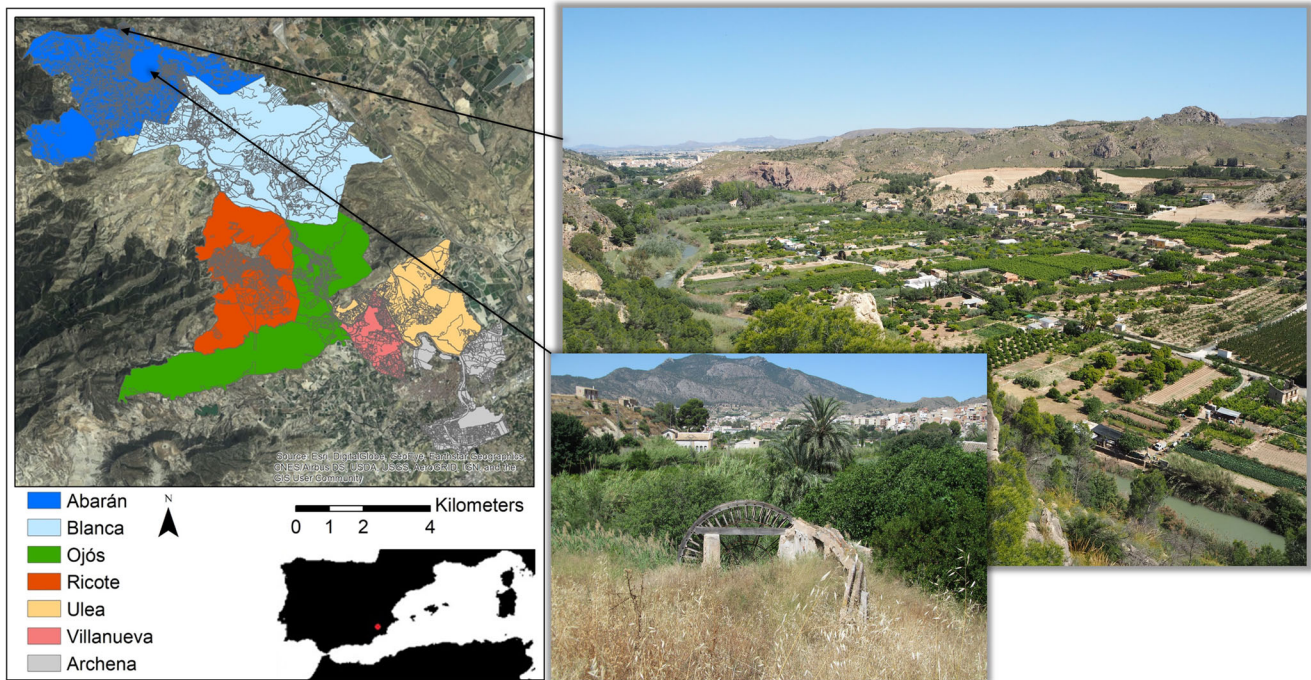 Source: Esri, DigitalGlobe, GeoEye, Earthstar Geographics,
CNES/Airbus DS, USDA, USGS, AeroGRID, IGN, and the
GIS User Community
Abarán
Blanca
Ojós
Ricote
Ulea
Villanueva
Archena
N
Kilometers
0 1 2 4